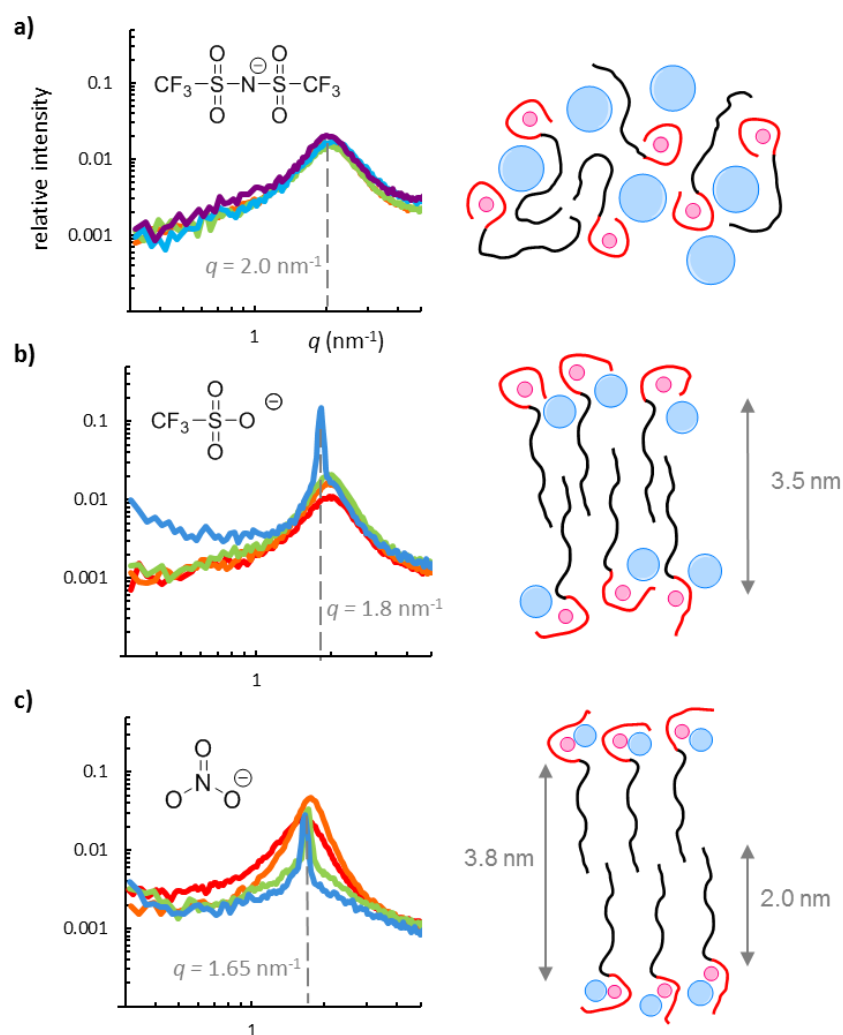 a)
relative intensity
0.1
0.01
0.001
O O
CF3 S N ⊖ S CF3
O O
q = 2.0 nm-1
1
q (nm-1)
b)
0.1
0.01
0.001
O
CF3 S O ⊖
O
q = 1.8 nm-1
1
3.5 nm
c)
0.1
0.01
0.001
O
O N O ⊖
q = 1.65 nm-1
1
3.8 nm
2.0 nm